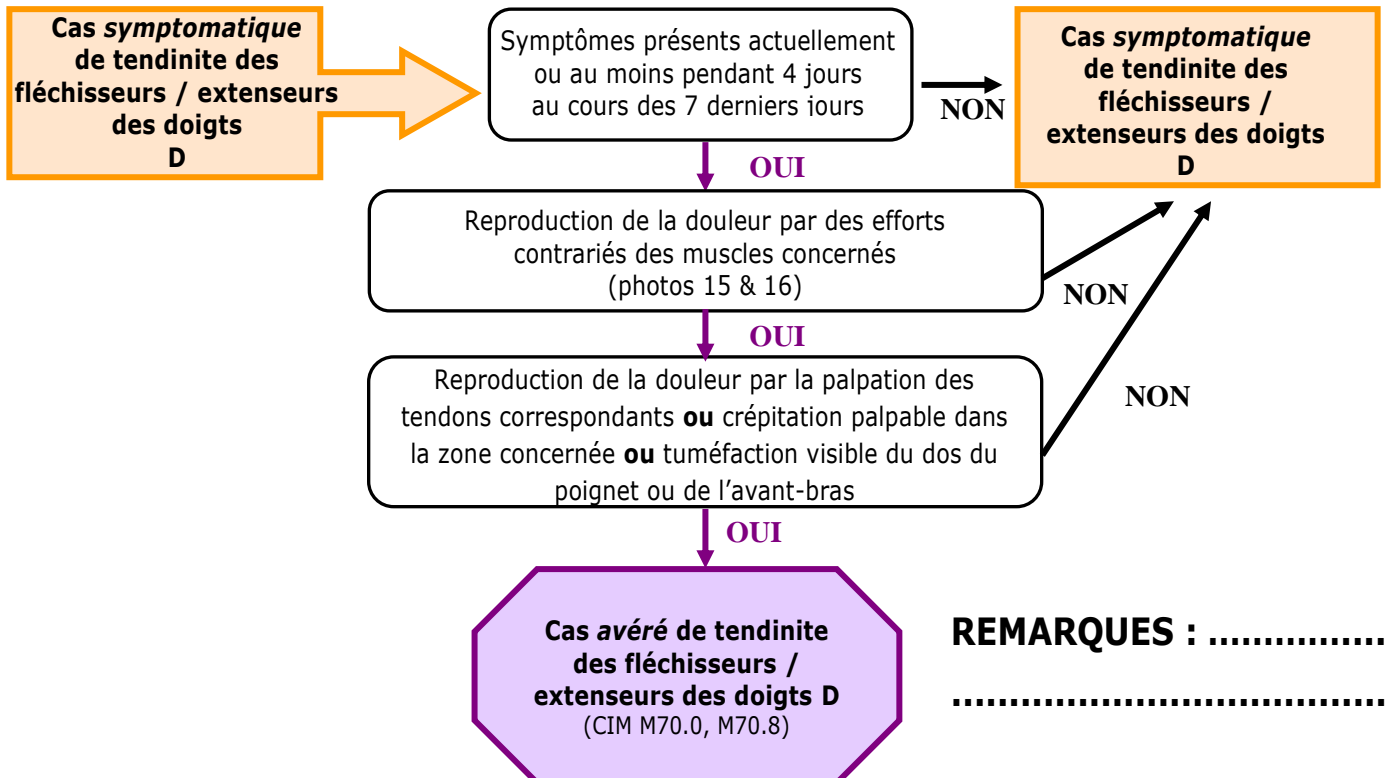 Cas symptomatique
de tendinite des
fléchisseurs / extenseurs
des doigts
D
Symptômes présents actuellement
ou au moins pendant 4 jours
au cours des 7 derniers jours
NON
Cas symptomatique
de tendinite des
fléchisseurs /
extenseurs des doigts
D
OUI
Reproduction de la douleur par des efforts
contrariés des muscles concernés
(photos 15 & 16)
NON
OUI
Reproduction de la douleur par la palpation des
tendons correspondants ou crépitation palpable dans
la zone concernée ou tuméfaction visible du dos du
poignet ou de l'avant-bras
NON
OUI
Cas avéré de tendinite
des fléchisseurs /
extenseurs des doigts D
(CIM M70.0, M70.8)
REMARQUES : ................
...................................